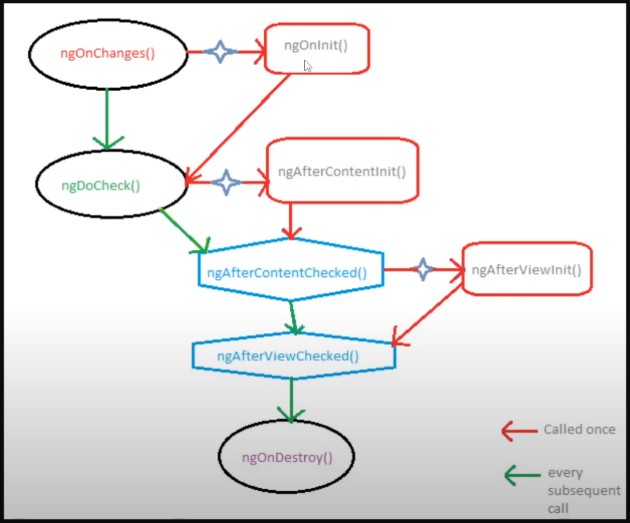 ngOnChanges()
ngOnInit()
ngDoCheck()
ngAfterContentInit()
ngAfterContentChecked()
ngAfterViewInit()
ngAfterViewChecked()
ngOnDestroy()
Called once
every
subsequent
call